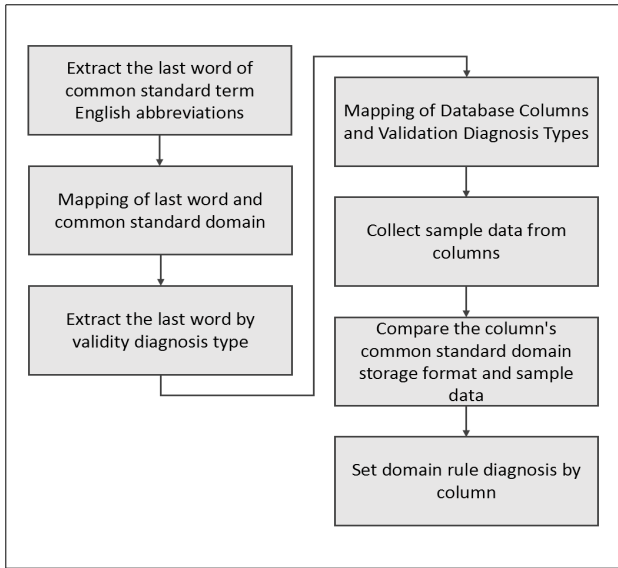 Extract the last word of
common standard term
English abbreviations
Mapping of last word and
common standard domain
Extract the last word by
validity diagnosis type
Mapping of Database Columns
and Validation Diagnosis Types
Collect sample data from
columns
Compare the column's
common standard domain
storage format and sample
data
Set domain rule diagnosis by
column